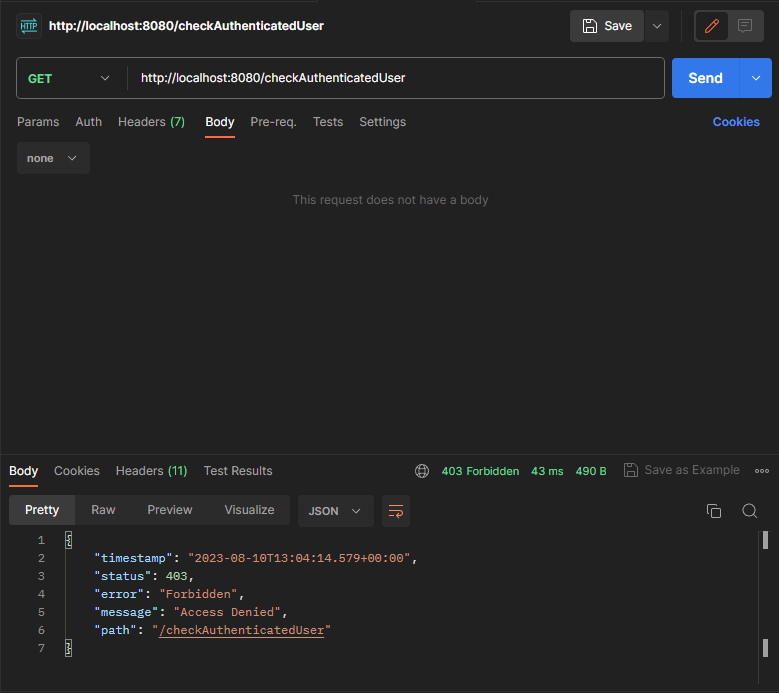 HTTP http://localhost:8080/checkAuthenticatedUser Save
GET http://localhost:8080/checkAuthenticatedUser Send
Params Auth Headers (7) Body Pre-req. Tests Settings Cookies
none
This request does not have a body
Body Cookies Headers (11) Test Results 403 Forbidden 43 ms 490 B Save as Example
Pretty Raw Preview Visualize JSON
1 {
2 "timestamp": "2023-08-10T13:04:14.579+00:00",
3 "status": 403,
4 "error": "Forbidden",
5 "message": "Access Denied",
6 "path": "/checkAuthenticatedUser"
7 }